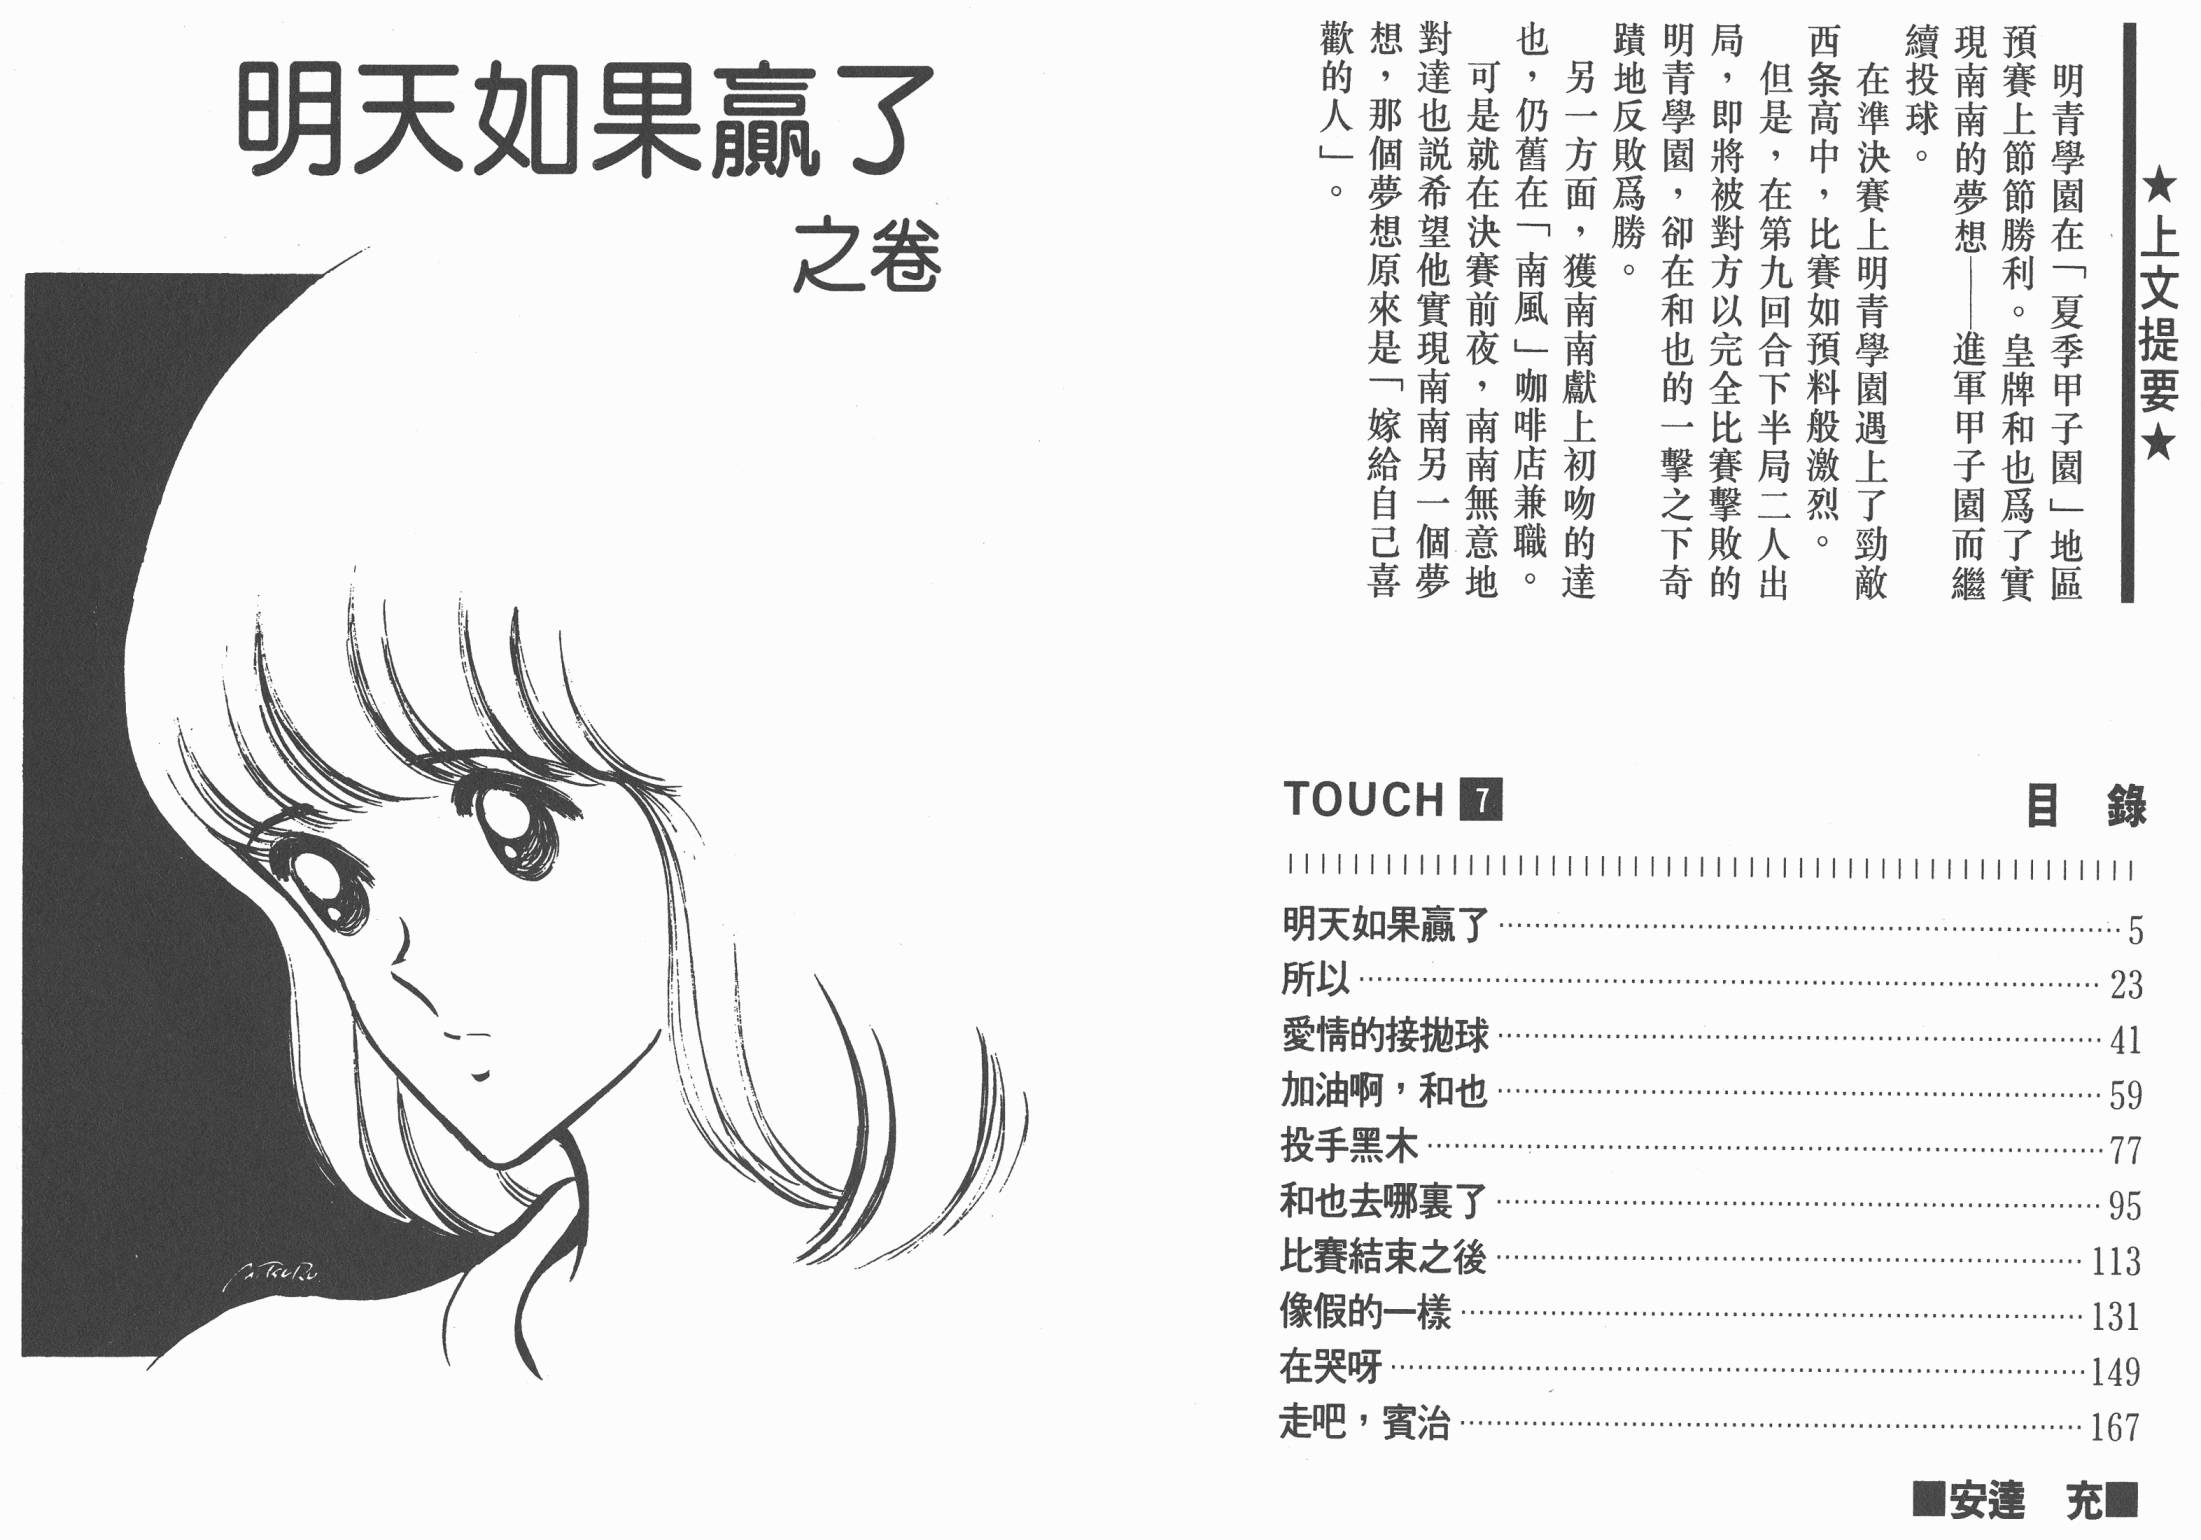 ★上文提要★
明青學園在「夏季甲子園」地區
預賽上節節勝利。皇牌和也爲了實
現南南的夢想——進軍甲子園而繼
續投球。
在準決賽上明青學園遇上了勁敵
西条高中，比賽如預料般激烈。
但是，在第九回合下半局二人出
局，即將被對方以完全比賽擊敗的
明青學園，卻在和也的一擊之下奇
蹟地反敗爲勝。
另一方面，獲南南獻上初吻的達
也，仍舊在「南風」咖啡店兼職。
可是就在決賽前夜，南南無意地
對達也説希望他實現南南另一個夢
想，那個夢想原來是「嫁給自己喜
歡的人」。
TOUCH 7 目　錄
明天如果贏了…………5
所以…………23
愛情的接拋球…………41
加油啊，和也…………59
投手黑木…………77
和也去哪裏了…………95
比賽結束之後…………113
像假的一樣…………131
在哭呀…………149
走吧，賓治…………167
■安達　充■
明天如果贏了
之卷